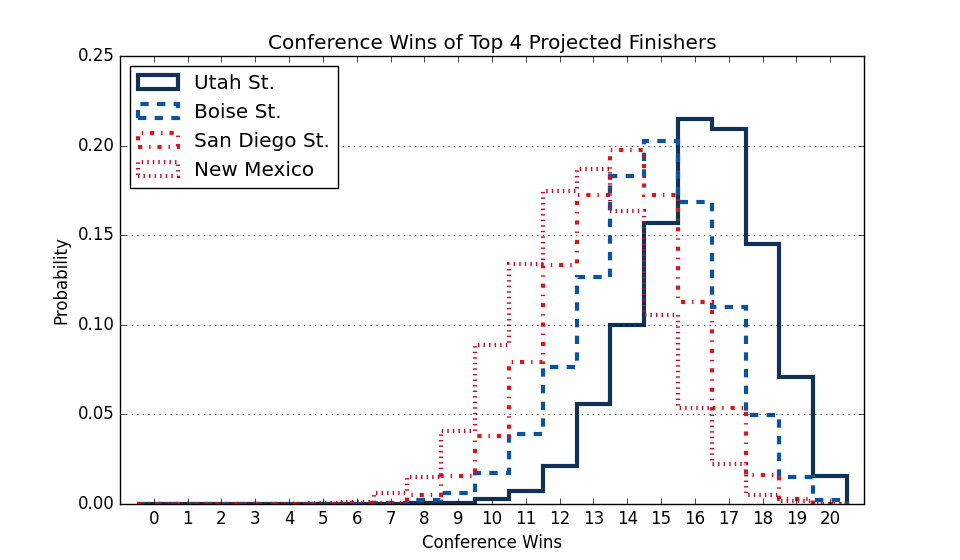 Conference Wins of Top 4 Projected Finishers
Utah St.
Boise St.
San Diego St.
New Mexico
0.25
0.20
0.15
0.10
0.05
0.00
Probability
0 1 2 3 4 5 6 7 8 9 10 11 12 13 14 15 16 17 18 19 20
Conference Wins